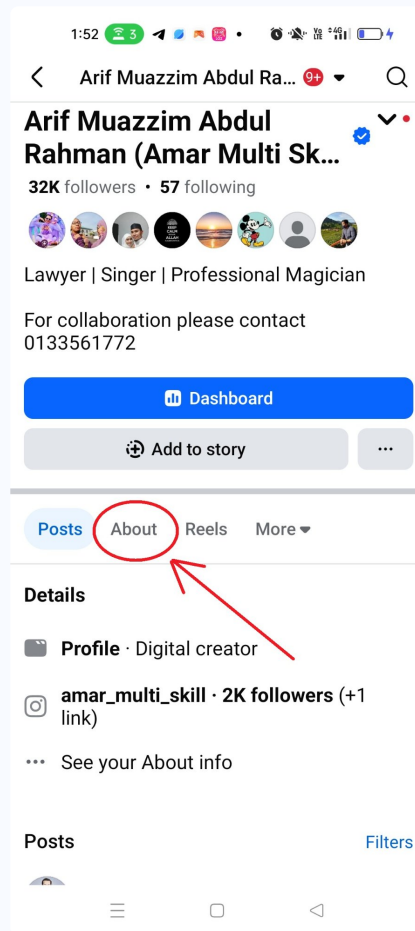 1:52 3 Vo LTE 4G
Arif Muazzim Abdul Ra... 9+
Arif Muazzim Abdul
Rahman (Amar Multi Sk...
32K followers • 57 following
Lawyer | Singer | Professional Magician
For collaboration please contact
0133561772
Dashboard
Add to story
Posts About Reels More
Details
Profile · Digital creator
amar_multi_skill · 2K followers (+1
link)
See your About info
Posts Filters